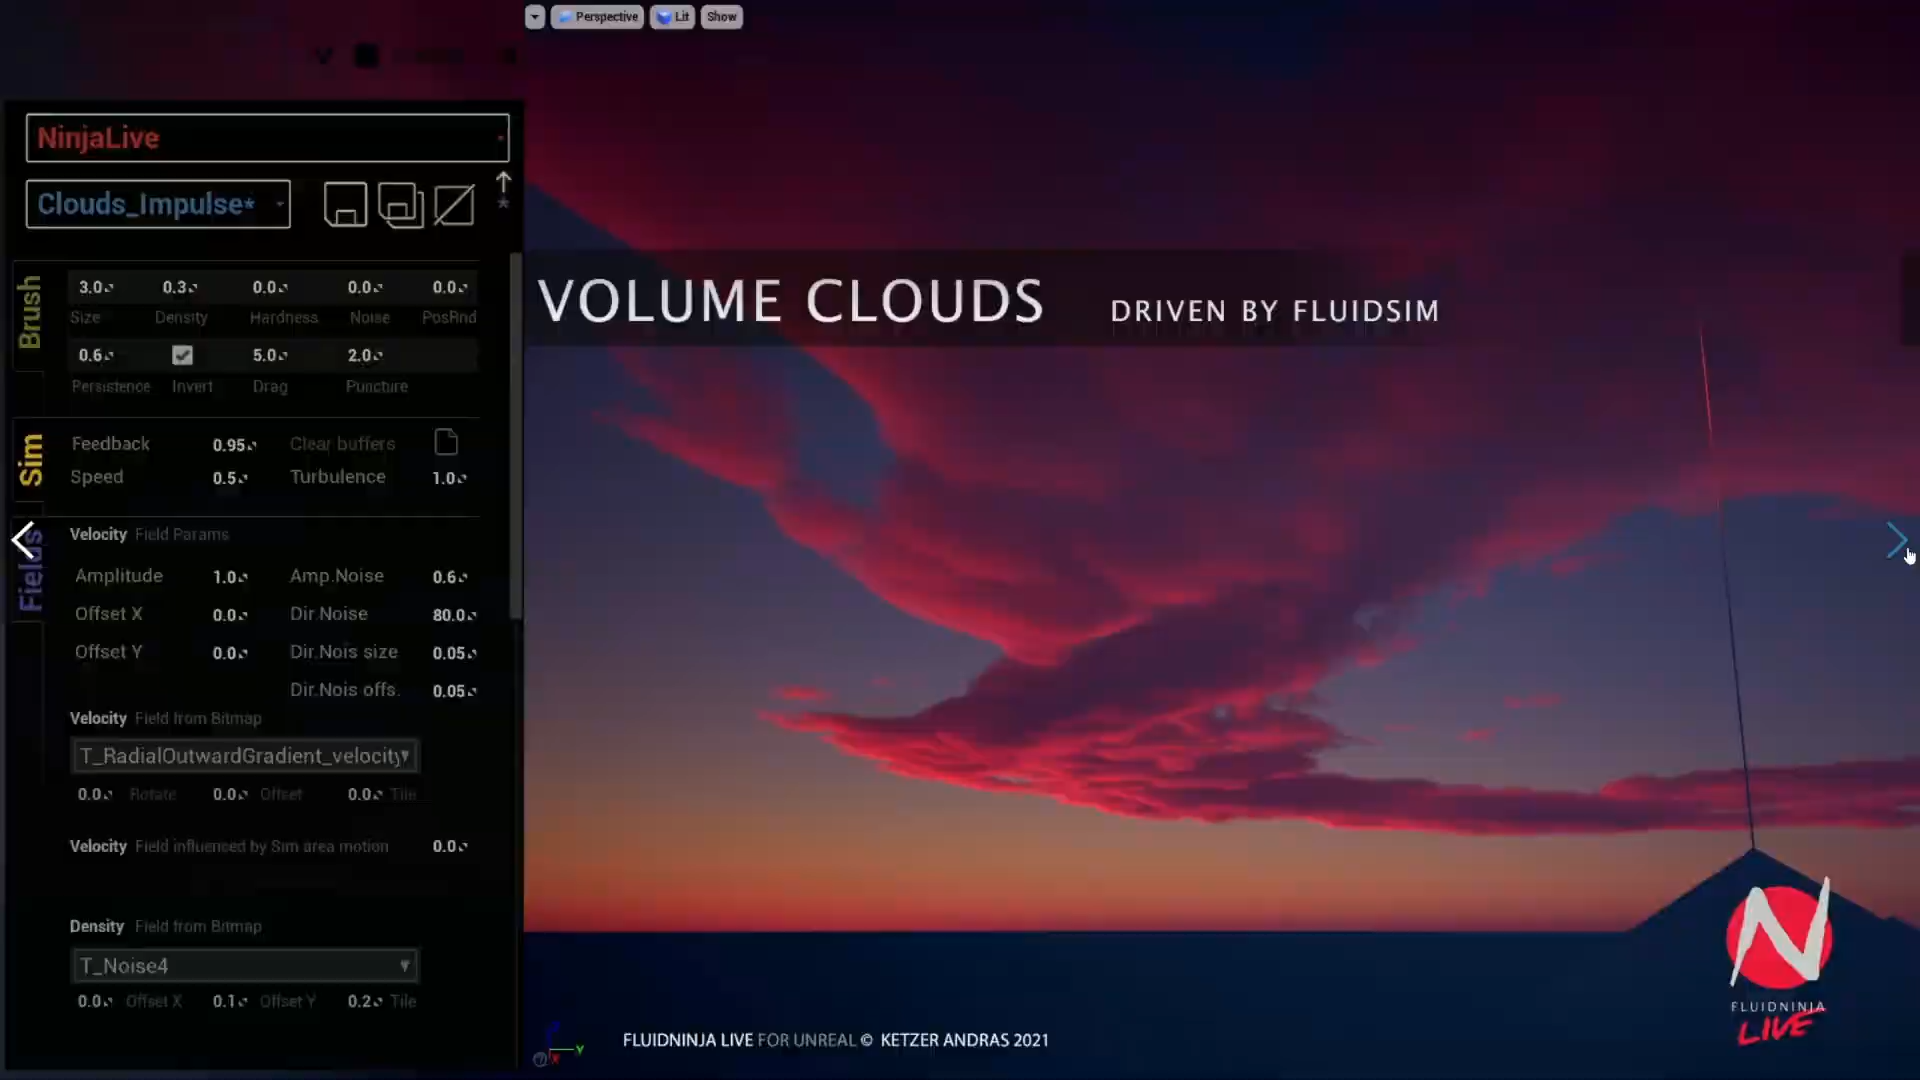 Perspective Lit Show
NinjaLive
Clouds_Impulse*
VOLUME CLOUDS DRIVEN BY FLUIDSIM
Brush
3.0 0.3 0.0 0.0 0.0
Size Density Hardness Noise PosRnd
0.6 5.0 2.0
Persistence Invert Drag Puncture
Sim
Feedback 0.95 Clear buffers
Speed 0.5 Turbulence 1.0
Fields
Velocity Field Params
Amplitude 1.0 Amp.Noise 0.6
Offset X 0.0 Dir.Noise 80.0
Offset Y 0.0 Dir.Nois size 0.05
Dir.Nois offs. 0.05
Velocity Field from Bitmap
T_RadialOutwardGradient_velocity
0.0 Rotate 0.0 Offset 0.0 Tile
Velocity Field influenced by Sim area motion 0.0
Density Field from Bitmap
T_Noise4
0.0 Offset X 0.1 Offset Y 0.2 Tile
N
FLUIDNINJA
LIVE
Y
X
FLUIDNINJA LIVE FOR UNREAL © KETZER ANDRAS 2021